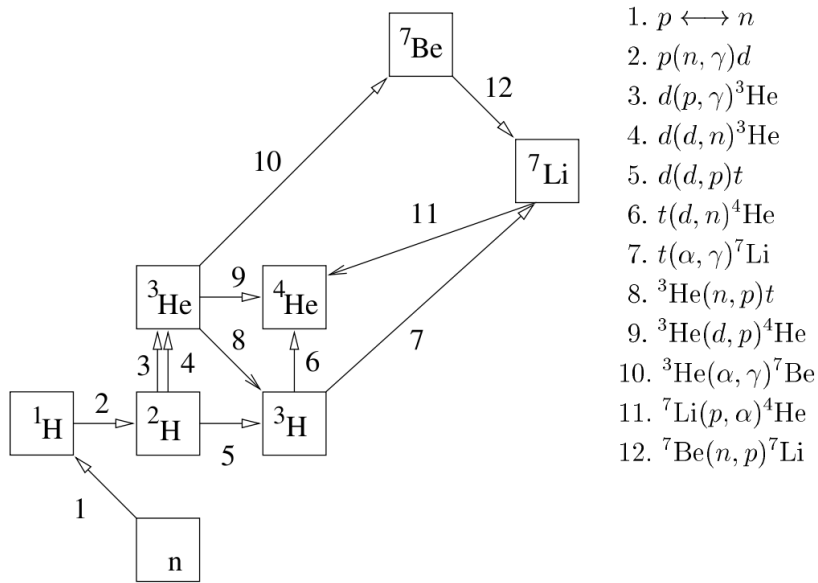 ⁷Be
12
⁷Li
10
11
³He
9
⁴He
8
7
3
4
6
¹H
2
²H
5
³H
1
n
1. p ⟷ n
2. p(n, γ)d
3. d(p, γ)³He
4. d(d, n)³He
5. d(d, p)t
6. t(d, n)⁴He
7. t(α, γ)⁷Li
8. ³He(n, p)t
9. ³He(d, p)⁴He
10. ³He(α, γ)⁷Be
11. ⁷Li(p, α)⁴He
12. ⁷Be(n, p)⁷Li